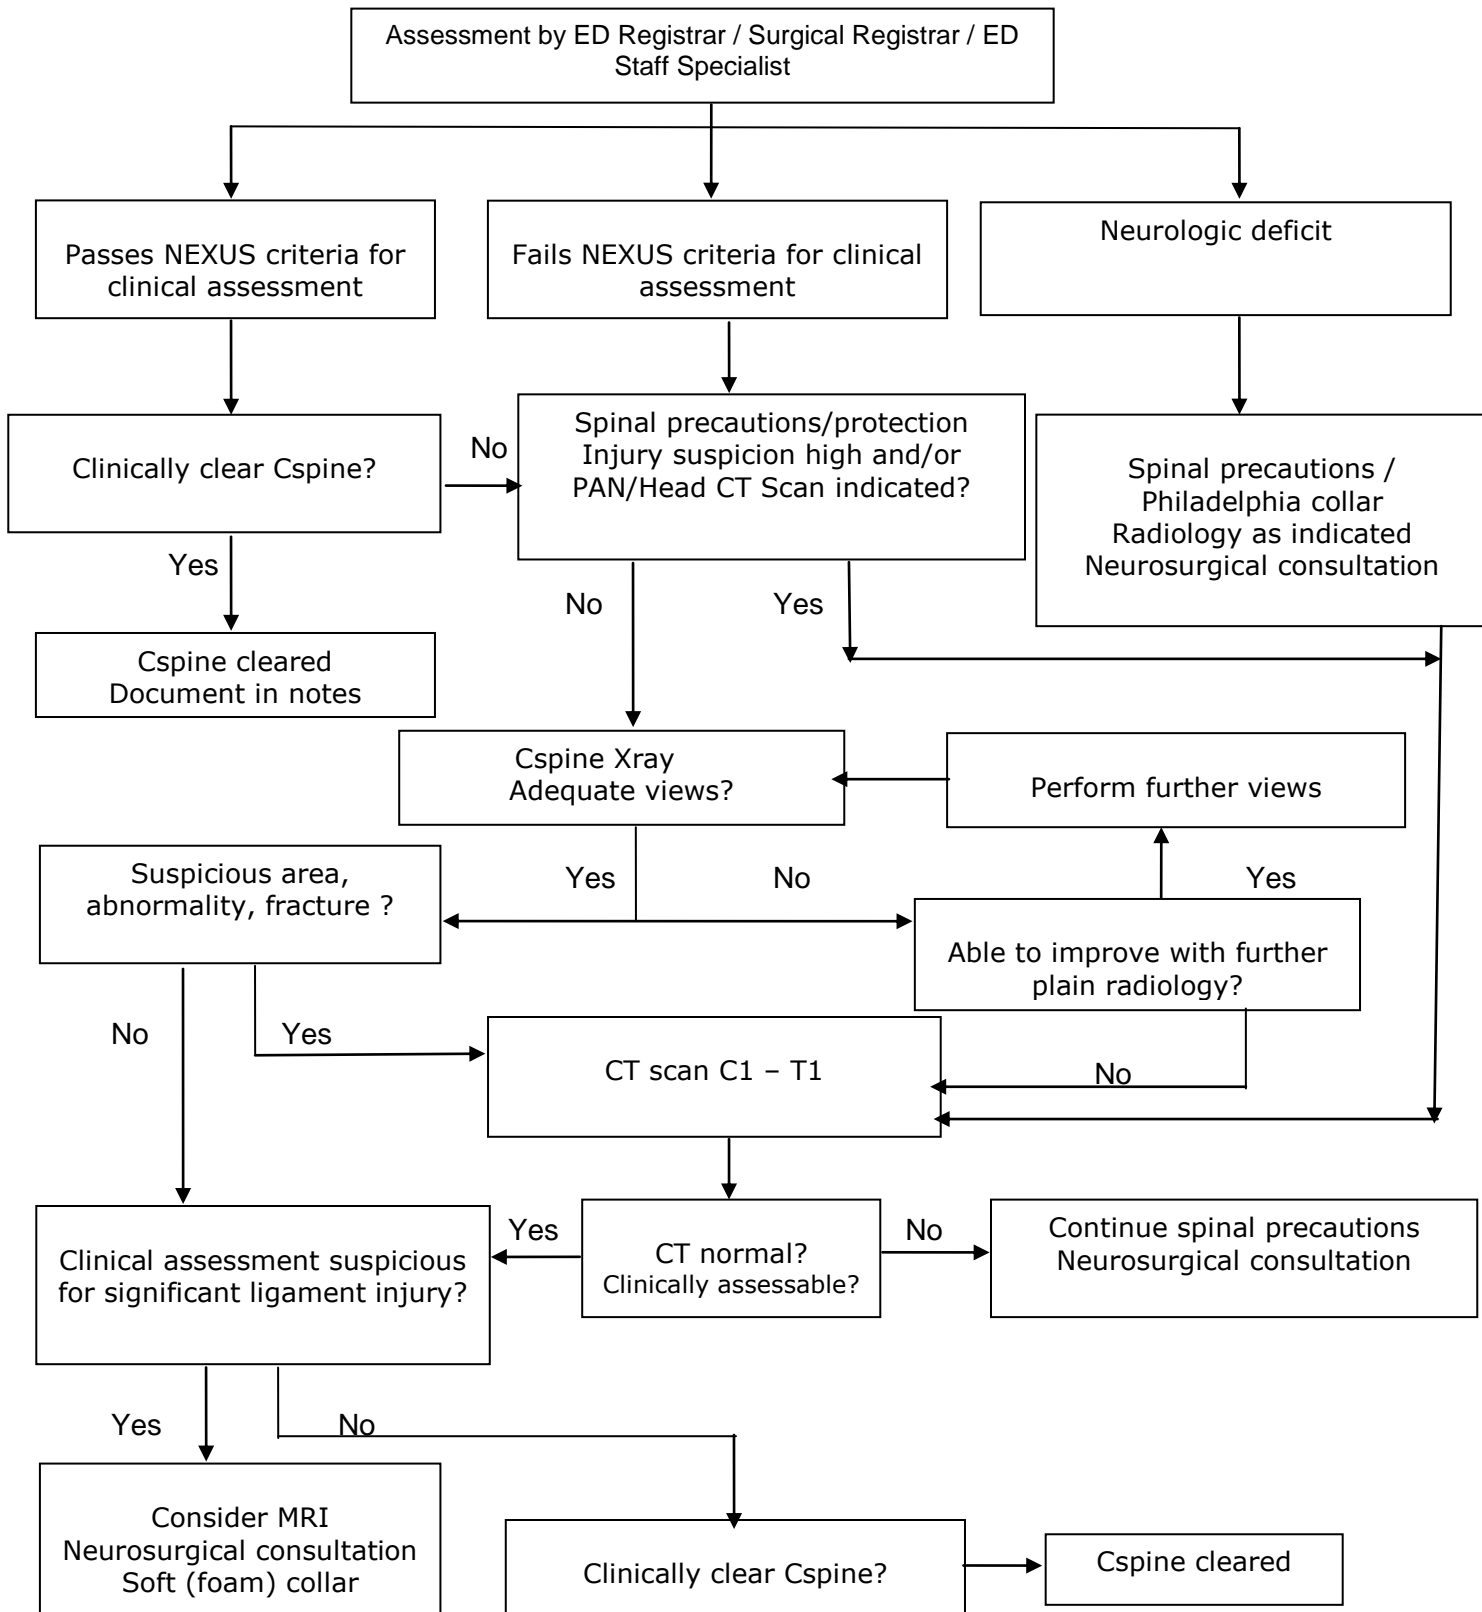 Assessment by ED Registrar / Surgical Registrar / ED
Staff Specialist
Passes NEXUS criteria for
clinical assessment
Fails NEXUS criteria for clinical
assessment
Neurologic deficit
Clinically clear Cspine?
No
Spinal precautions/protection
Injury suspicion high and/or
PAN/Head CT Scan indicated?
Spinal precautions /
Philadelphia collar
Radiology as indicated
Neurosurgical consultation
Yes
No
Yes
Cspine cleared
Document in notes
Cspine Xray
Adequate views?
Perform further views
Suspicious area,
abnormality, fracture ?
Yes
No
Yes
Able to improve with further
plain radiology?
No
Yes
CT scan C1 – T1
No
Clinical assessment suspicious
for significant ligament injury?
Yes
CT normal?
Clinically assessable?
No
Continue spinal precautions
Neurosurgical consultation
Yes
No
Consider MRI
Neurosurgical consultation
Soft (foam) collar
Clinically clear Cspine?
Cspine cleared